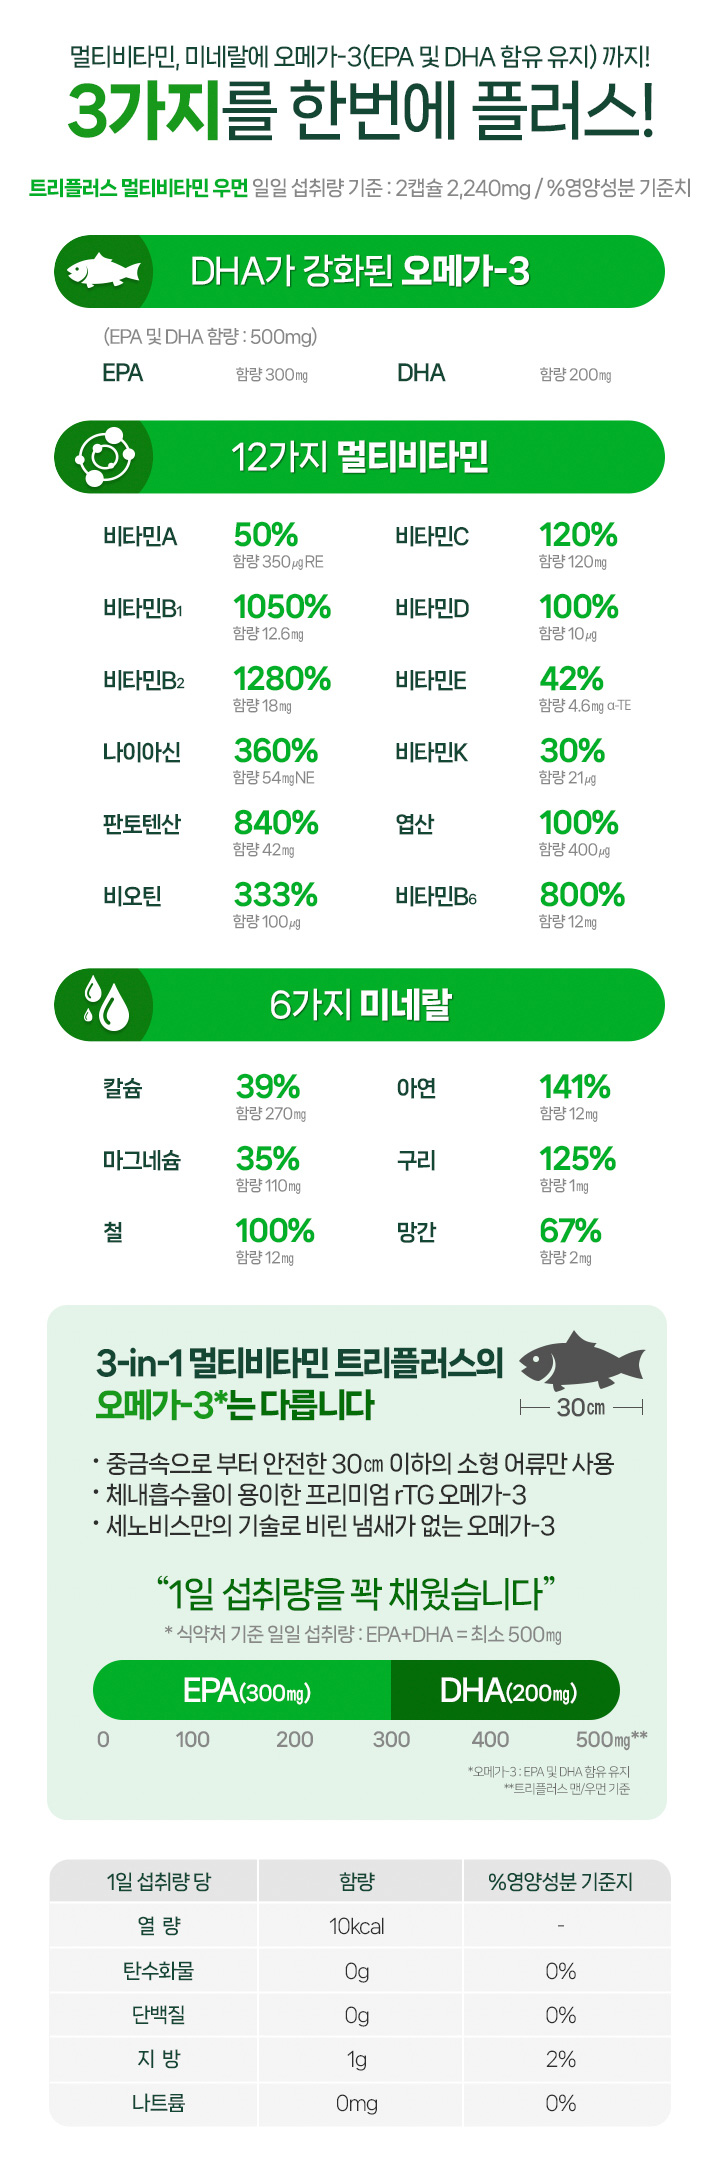 멀티비타민, 미네랄에 오메가-3(EPA 및 DHA 함유 유지) 까지!
3가지를 한번에 플러스!
트리플러스 멀티비타민 우먼 일일 섭취량 기준 : 2캡슐 2,240mg / %영양성분 기준치
DHA가 강화된 오메가-3
(EPA 및 DHA 함량 : 500mg)
EPA 함량 300㎎ DHA 함량 200㎎
12가지 멀티비타민
비타민A 50% 비타민C 120%
함량 350㎍RE 함량 120㎎
비타민B1 1050% 비타민D 100%
함량 12.6㎎ 함량 10㎍
비타민B2 1280% 비타민E 42%
함량 18㎎ 함량 4.6㎎ α-TE
나이아신 360% 비타민K 30%
함량 54㎎NE 함량 21㎍
판토텐산 840% 엽산 100%
함량 42㎎ 함량 400㎍
비오틴 333% 비타민B6 800%
함량 100㎍ 함량 12㎎
6가지 미네랄
칼슘 39% 아연 141%
함량 270㎎ 함량 12㎎
마그네슘 35% 구리 125%
함량 110㎎ 함량 1㎎
철 100% 망간 67%
함량 12㎎ 함량 2㎎
3-in-1 멀티비타민 트리플러스의
오메가-3*는 다릅니다
30㎝
· 중금속으로 부터 안전한 30㎝ 이하의 소형 어류만 사용
· 체내흡수율이 용이한 프리미엄 rTG 오메가-3
· 세노비스만의 기술로 비린 냄새가 없는 오메가-3
“1일 섭취량을 꽉 채웠습니다”
* 식약처 기준 일일 섭취량 : EPA+DHA = 최소 500㎎
EPA(300㎎) DHA(200㎎)
0 100 200 300 400 500㎎**
*오메가-3 : EPA 및 DHA 함유 유지
**트리플러스 맨/우먼 기준
1일 섭취량 당 함량 %영양성분 기준지
열 량 10kcal -
탄수화물 0g 0%
단백질 0g 0%
지 방 1g 2%
나트륨 0mg 0%